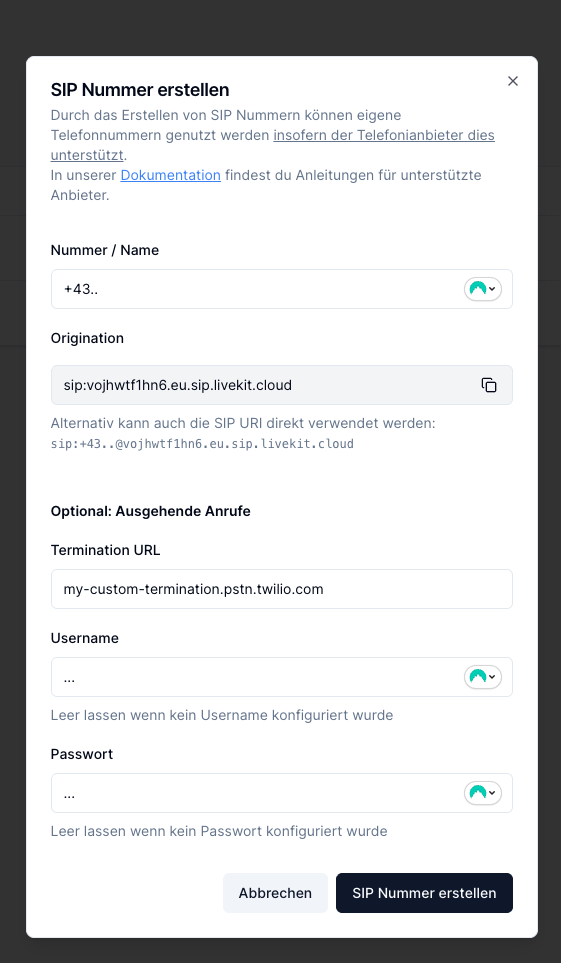 SIP Nummer erstellen
Durch das Erstellen von SIP Nummern können eigene
Telefonnummern genutzt werden insofern der Telefonianbieter dies
unterstützt.
In unserer Dokumentation findest du Anleitungen für unterstützte
Anbieter.
Nummer / Name
+43..
Origination
sip:vojhwtf1hn6.eu.sip.livekit.cloud
Alternativ kann auch die SIP URI direkt verwendet werden:
sip:+43..@vojhwtf1hn6.eu.sip.livekit.cloud
Optional: Ausgehende Anrufe
Termination URL
my-custom-termination.pstn.twilio.com
Username
...
Leer lassen wenn kein Username konfiguriert wurde
Passwort
...
Leer lassen wenn kein Passwort konfiguriert wurde
Abbrechen
SIP Nummer erstellen